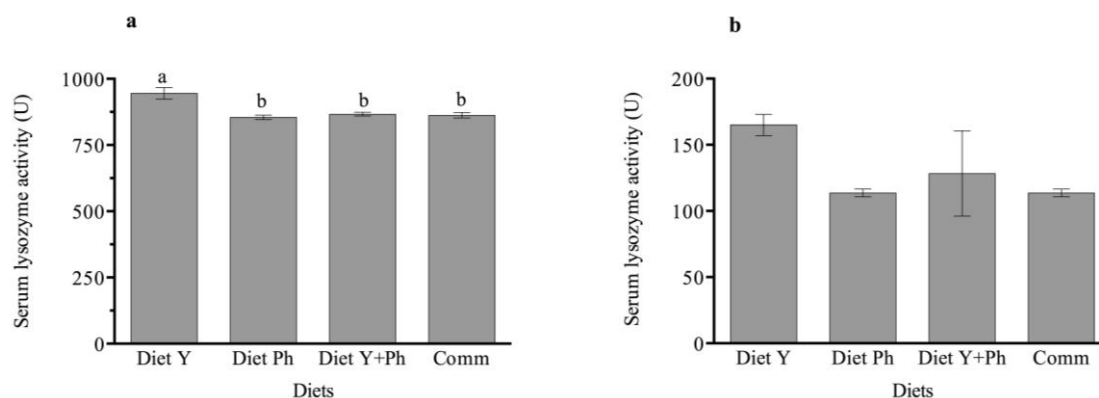 a
Serum lysozyme activity (U)
1000
750
500
250
0
a
b
b
b
Diet Y Diet Ph Diet Y+Ph Comm
Diets
b
Serum lysozyme activity (U)
200
150
100
50
0
Diet Y Diet Ph Diet Y+Ph Comm
Diets